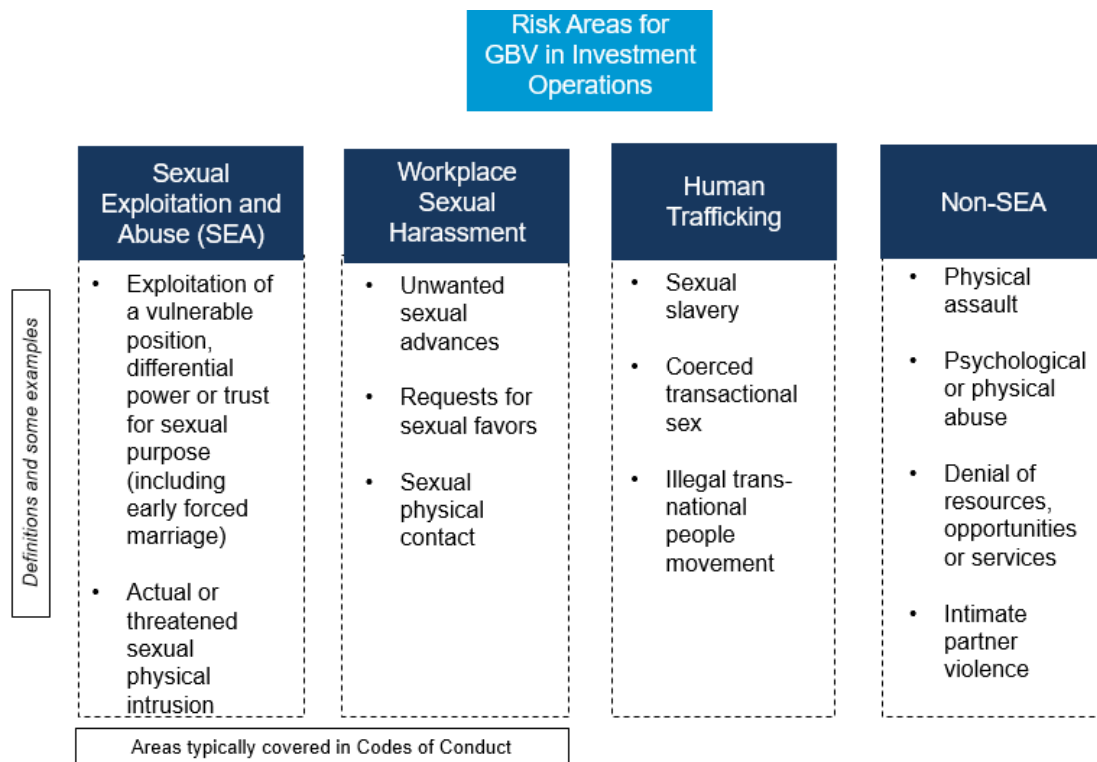 Risk Areas for
GBV in Investment
Operations
Sexual
Exploitation and
Abuse (SEA)
Workplace
Sexual
Harassment
Human
Trafficking
Non-SEA
Definitions and some examples
• Exploitation of
a vulnerable
position,
differential
power or trust
for sexual
purpose
(including
early forced
marriage)
• Actual or
threatened
sexual
physical
intrusion
• Unwanted
sexual
advances
• Requests for
sexual favors
• Sexual
physical
contact
• Sexual
slavery
• Coerced
transactional
sex
• Illegal trans-
national
people
movement
• Physical
assault
• Psychological
or physical
abuse
• Denial of
resources,
opportunities
or services
• Intimate
partner
violence
Areas typically covered in Codes of Conduct